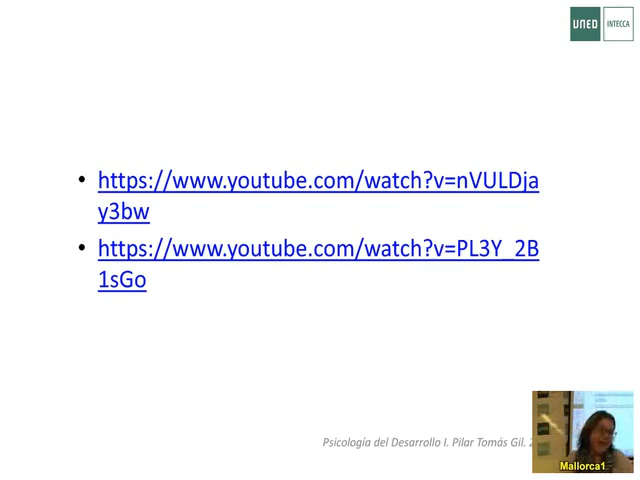 UNED INTECCA
• https://www.youtube.com/watch?v=nVULDja
y3bw
• https://www.youtube.com/watch?v=PL3Y_2B
1sGo
Psicología del Desarrollo I. Pilar Tomás Gil.
Mallorca1